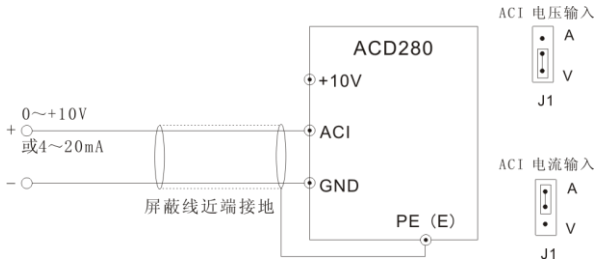 ACI 电压输入
A
V
J1
ACD280
+10V
0～+10V
+
ACI
或4～20mA
ACI 电流输入
A
－
GND
屏蔽线近端接地
PE（E）
V
J1